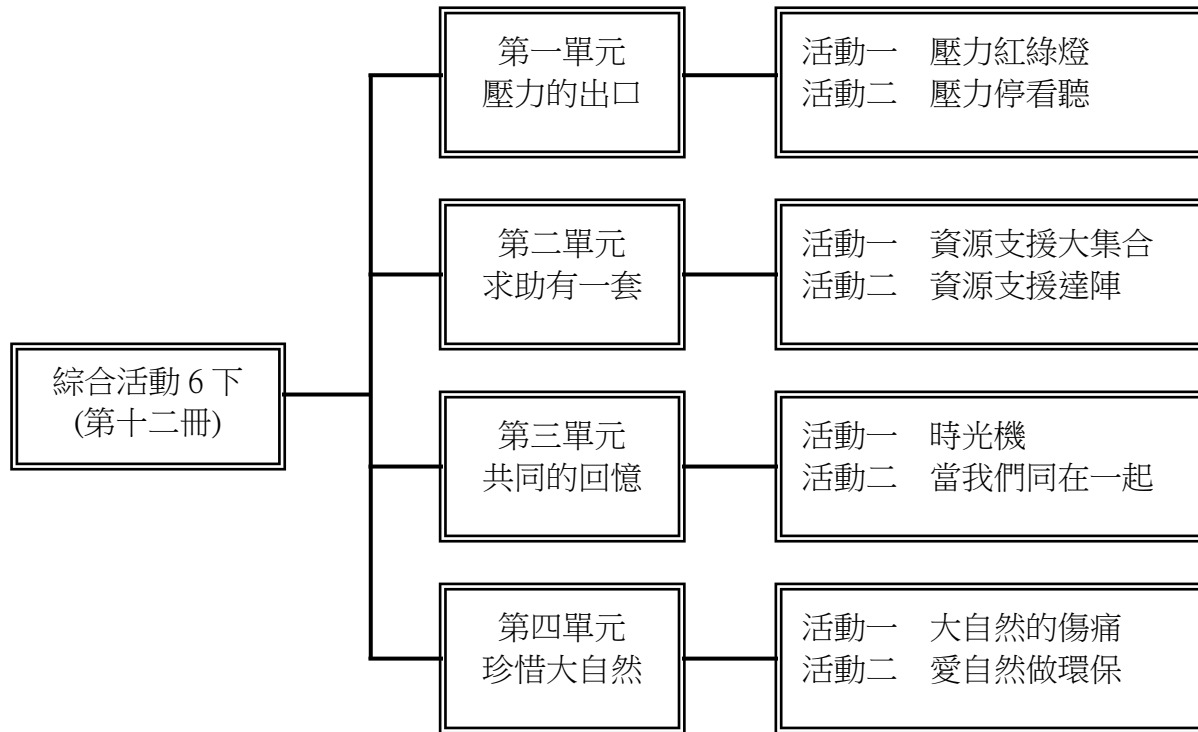 綜合活動 6 下
(第十二冊)
第一單元
壓力的出口
活動一　壓力紅綠燈
活動二　壓力停看聽
第二單元
求助有一套
活動一　資源支援大集合
活動二　資源支援達陣
第三單元
共同的回憶
活動一　時光機
活動二　當我們同在一起
第四單元
珍惜大自然
活動一　大自然的傷痛
活動二　愛自然做環保